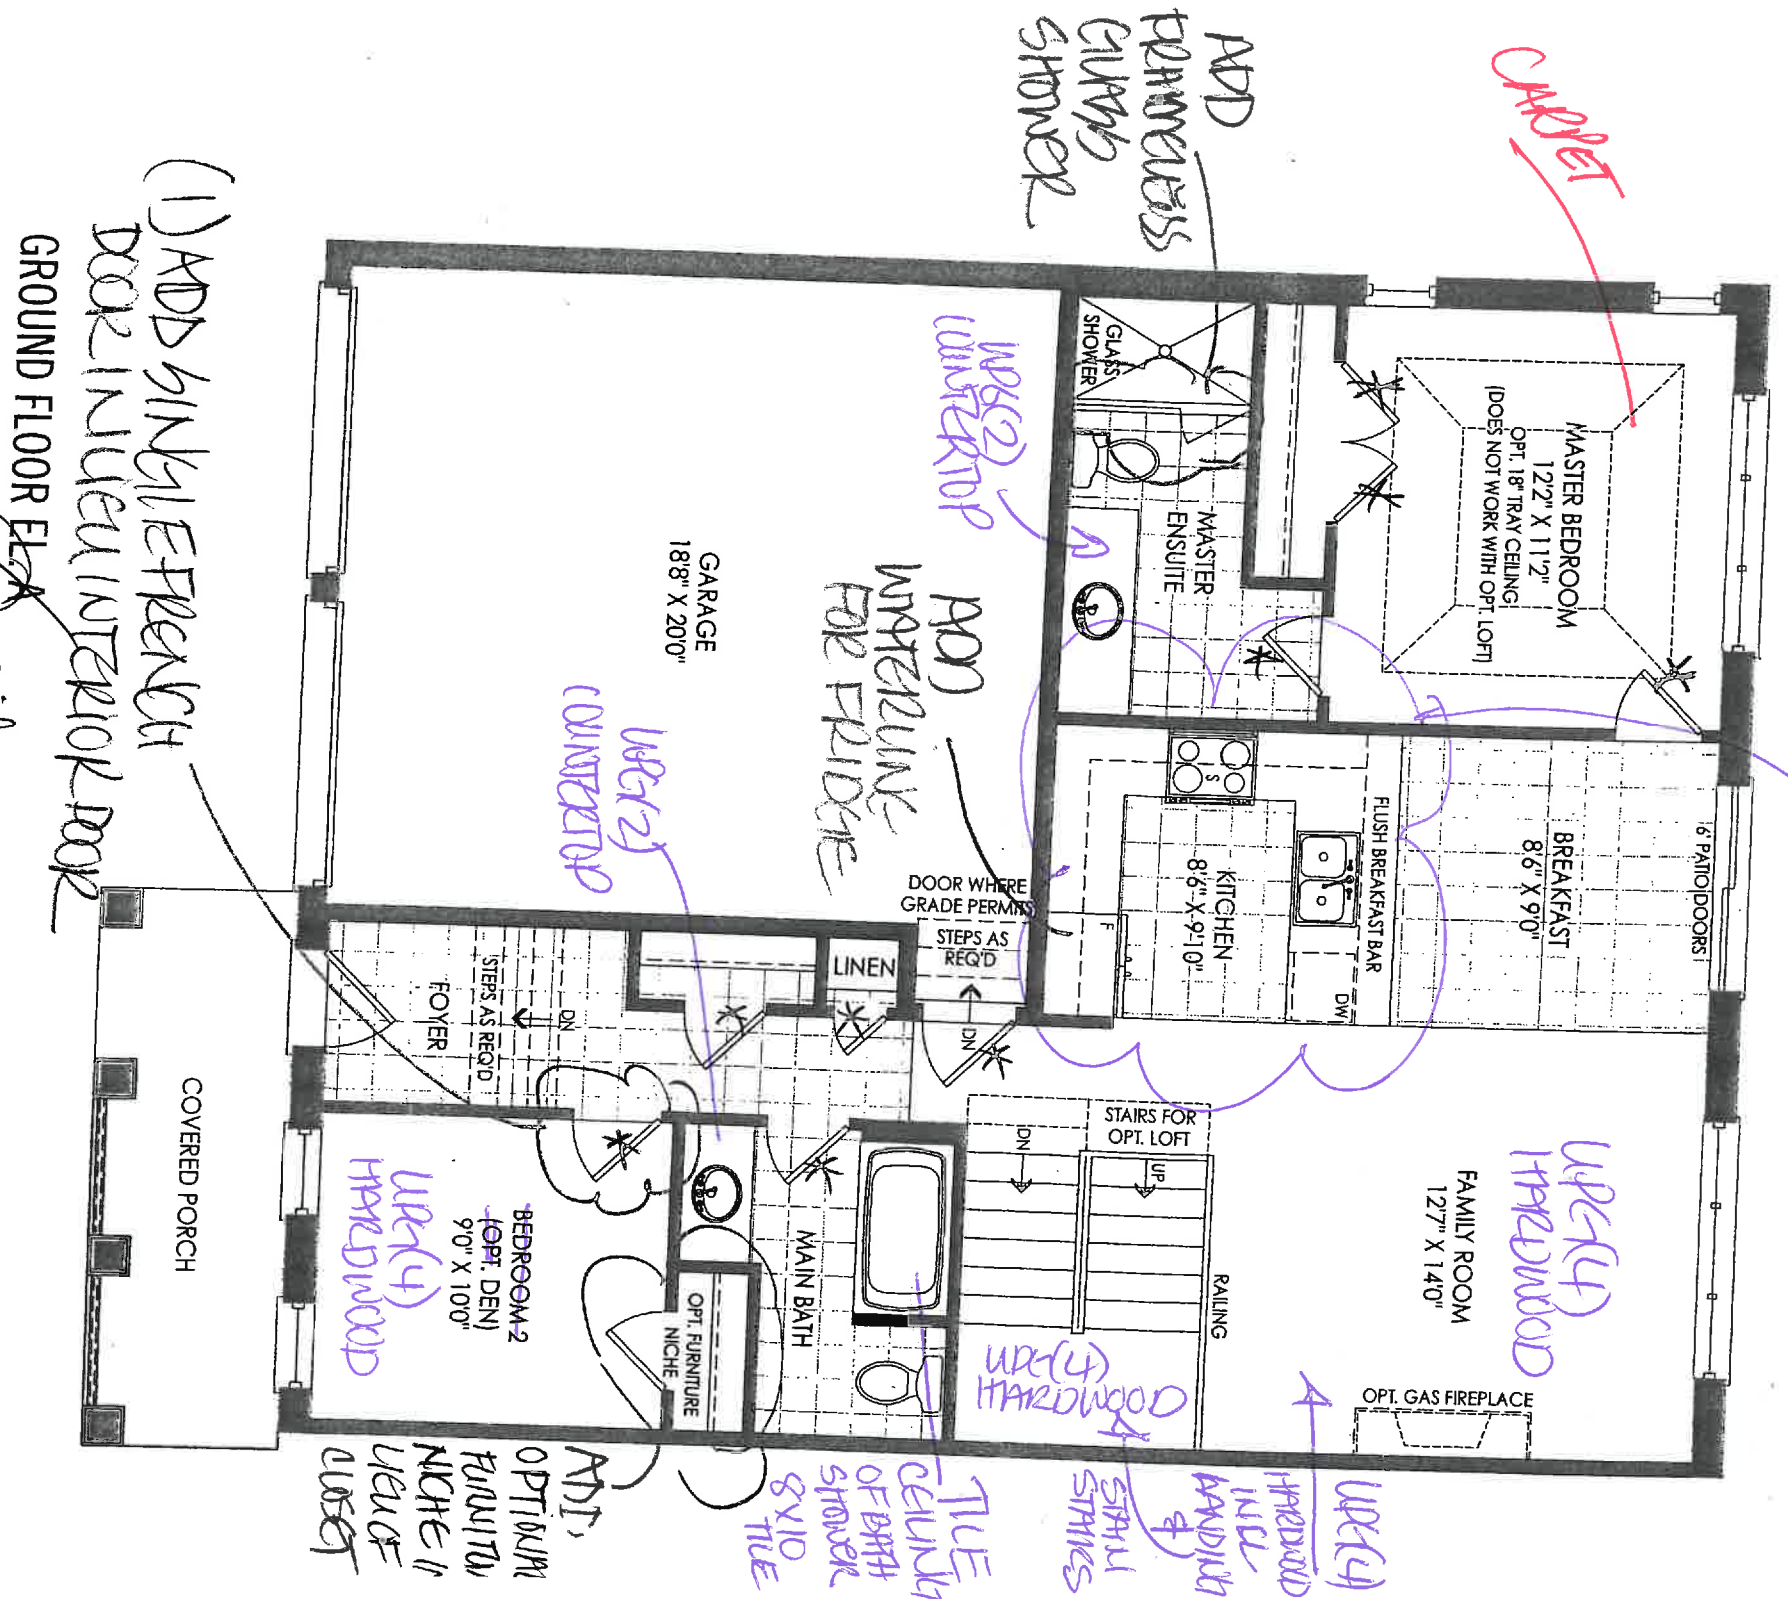 CARPET
ADD
FRAMELESS
GLASS
SHOWER
GLASS
SHOWER
MASTER BEDROOM
12'2" X 11'2"
OPT. 18" TRAY CEILING
(DOES NOT WORK WITH OPT. LOFT)
MASTER
ENSUITE
UPG(2)
COUNTERTOP
6' PATIO DOORS
BREAKFAST
8'6" X 9'0"
FLUSH BREAKFAST BAR
S
KITCHEN
8'6" X 9'-10"
DW
F
ADD
WATERLINE
FOR FRIDGE
GARAGE
18'8" X 20'0"
UPG(2)
COUNTERTOP
DOOR WHERE
GRADE PERMITS
STEPS AS
REQ'D
DN
LINEN
DN
STEPS AS REQ'D
FOYER
COVERED PORCH
UPG(4)
HARDWOOD
FAMILY ROOM
12'7" X 14'0"
STAIRS FOR
OPT. LOFT
DN
UP
RAILING
OPT. GAS FIREPLACE
UPG(4)
HARDWOOD
MAIN BATH
OPT. FURNITURE
NICHE
BEDROOM 2
(OPT. DEN)
9'0" X 10'0"
UPG(4)
HARDWOOD
UPG(4)
HARDWOOD
INCL
LANDING
&
STAIN
STAIRS
TILE
CEILING
OF BATH
SHOWER
8X10
TILE
ADD
OPTIONAL
FURNITU
NICHE I
LIEU OF
CLOSET
(1) ADD SINGLE FRENCH
DOOR IN LIEU INTERIOR DOOR
GROUND FLOOR EL. A